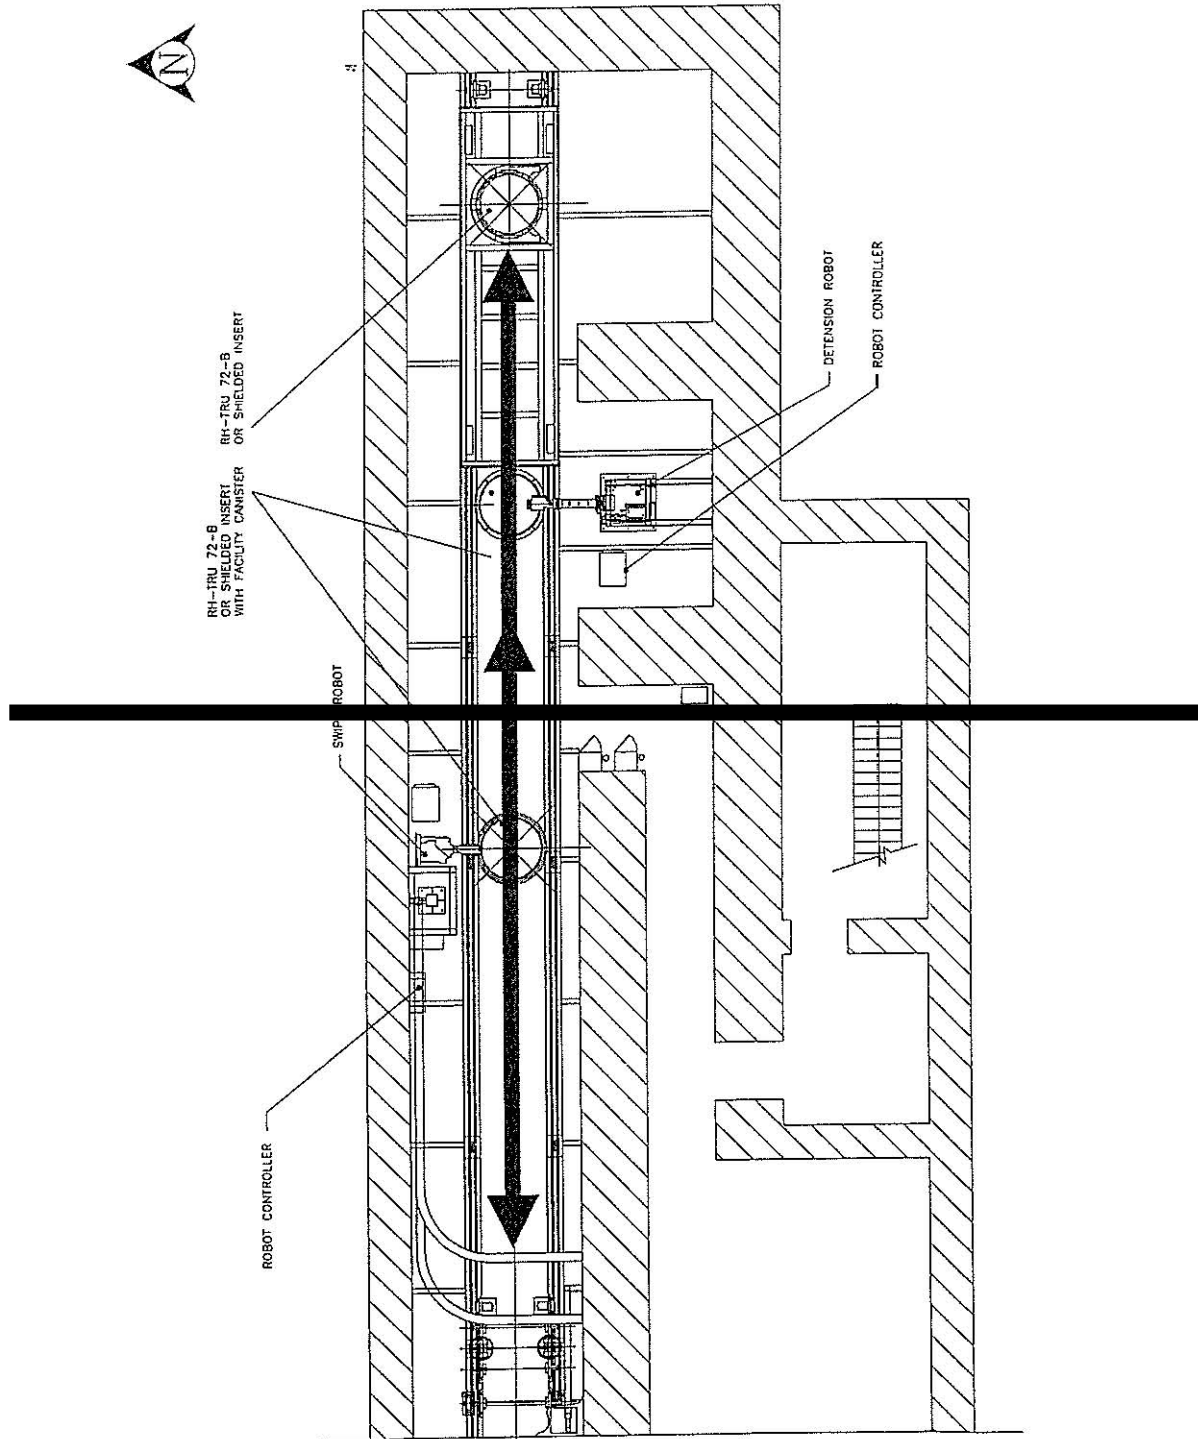 N
RH-TRU 72-B
OR SHIELDED INSERT
WITH FACILITY CANISTER
RH-TRU 72-B
OR SHIELDED INSERT
DETENSION ROBOT
ROBOT CONTROLLER
ROBOT
ROBOT CONTROLLER